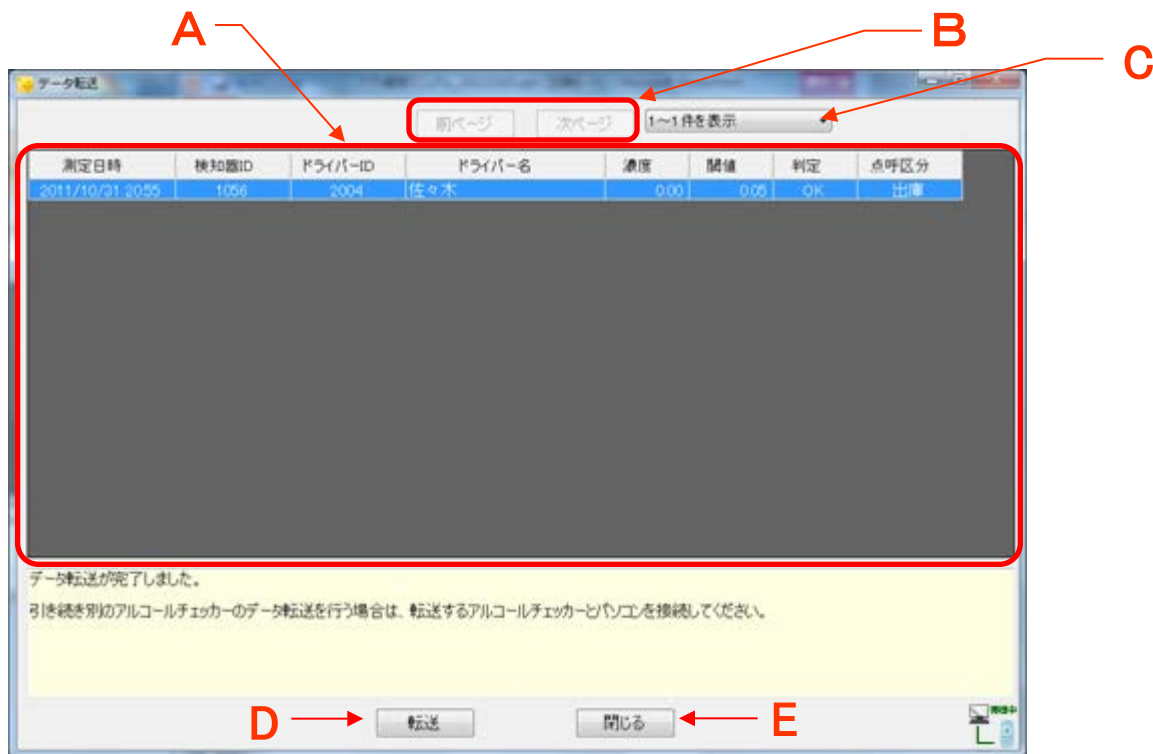 A
B
C
データ転送
前ページ 次ページ 1～1 件を表示
測定日時 検知器ID ドライバーID ドライバー名 濃度 閾値 判定 点呼区分
2011/10/31 20:55 1056 2004 佐々木 0.00 0.05 OK 出庫
データ転送が完了しました。
引き続き別のアルコールチェッカーのデータ転送を行う場合は、転送するアルコールチェッカーとパソコンを接続してください。
D 転送 閉じる E